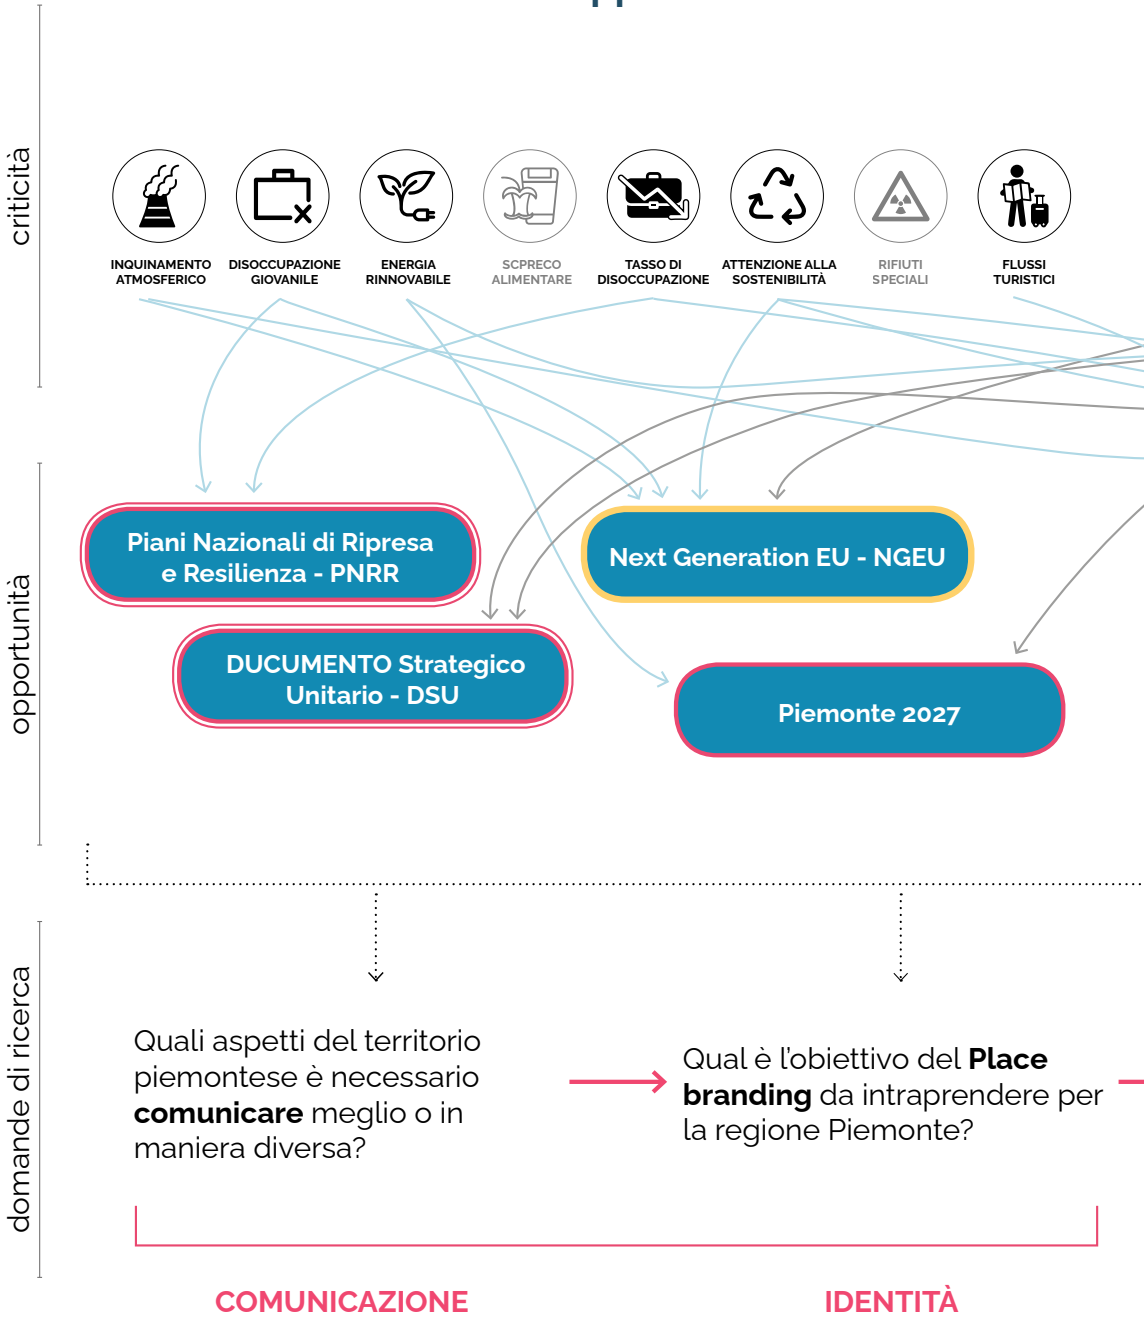 criticità
INQUINAMENTO
ATMOSFERICO
DISOCCUPAZIONE
GIOVANILE
ENERGIA
RINNOVABILE
SCPRECO
ALIMENTARE
TASSO DI
DISOCCUPAZIONE
ATTENZIONE ALLA
SOSTENIBILITÀ
RIFIUTI
SPECIALI
FLUSSI
TURISTICI
opportunità
Piani Nazionali di Ripresa
e Resilienza - PNRR
Next Generation EU - NGEU
DUCUMENTO Strategico
Unitario - DSU
Piemonte 2027
domande di ricerca
Quali aspetti del territorio
piemontese è necessario
comunicare meglio o in
maniera diversa?
Qual è l'obiettivo del Place
branding da intraprendere per
la regione Piemonte?
COMUNICAZIONE
IDENTITÀ